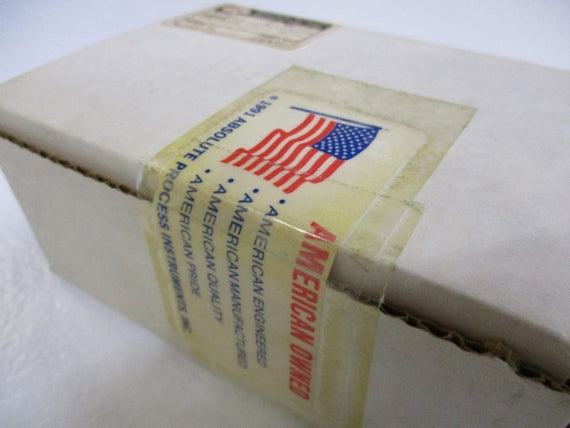 AMERICAN OWNED
• AMERICAN ENGINEERED
• AMERICAN MANUFACTURED
• AMERICAN QUALITY
• AMERICAN PRIDE
© 1991 ABSOLUTE PROCESS INSTRUMENTS, INC.